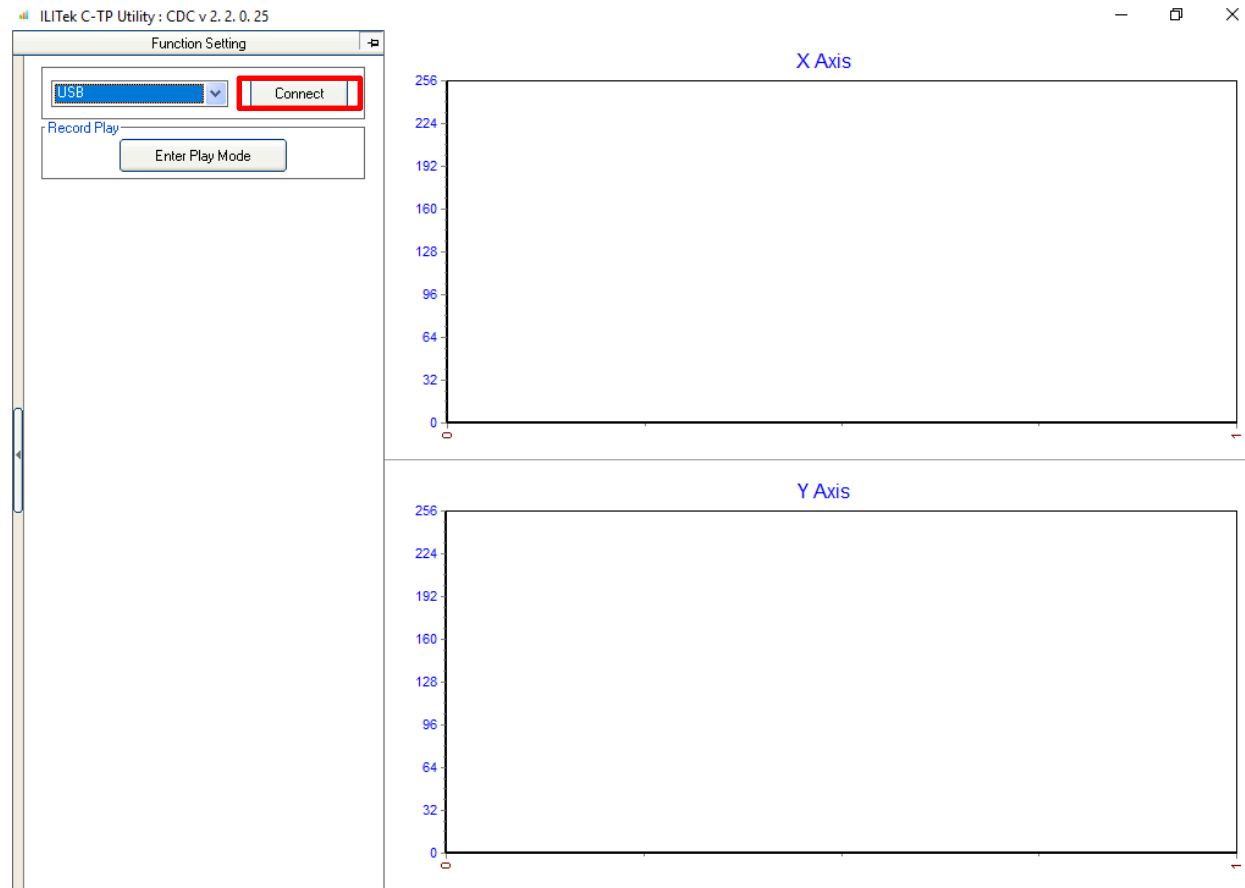 ILITek C-TP Utility : CDC v 2. 2. 0. 25
Function Setting
USB
Connect
Record Play
Enter Play Mode
X Axis
256
224
192
160
128
96
64
32
0
0
1
Y Axis
256
224
192
160
128
96
64
32
0
0
1